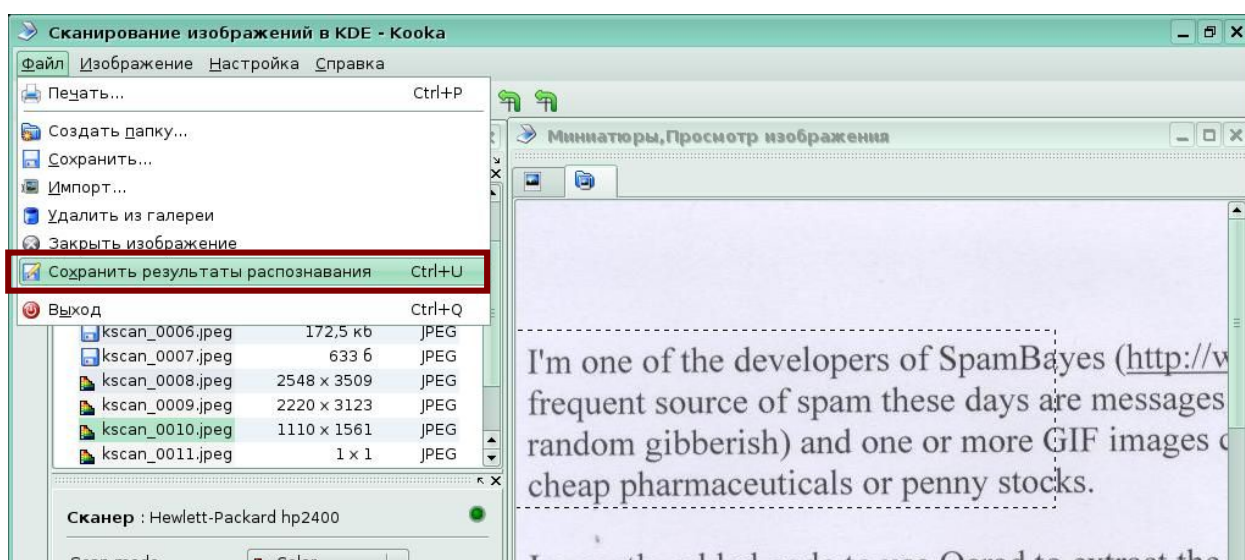 Сканирование изображений в KDE - Kooka
Файл Изображение Настройка Справка
Печать... Ctrl+P
Создать папку...
Сохранить...
Импорт...
Удалить из галереи
Закрыть изображение
Сохранить результаты распознавания Ctrl+U
Выход Ctrl+Q
kscan_0006.jpeg 172,5 кб JPEG
kscan_0007.jpeg 633 б JPEG
kscan_0008.jpeg 2548 x 3509 JPEG
kscan_0009.jpeg 2220 x 3123 JPEG
kscan_0010.jpeg 1110 x 1561 JPEG
kscan_0011.jpeg 1 x 1 JPEG
Сканер : Hewlett-Packard hp2400
Scan mode Color
Миниатюры,Просмотр изображения
I'm one of the developers of SpamBayes (http://w
frequent source of spam these days are messages
random gibberish) and one or more GIF images
cheap pharmaceuticals or penny stocks.